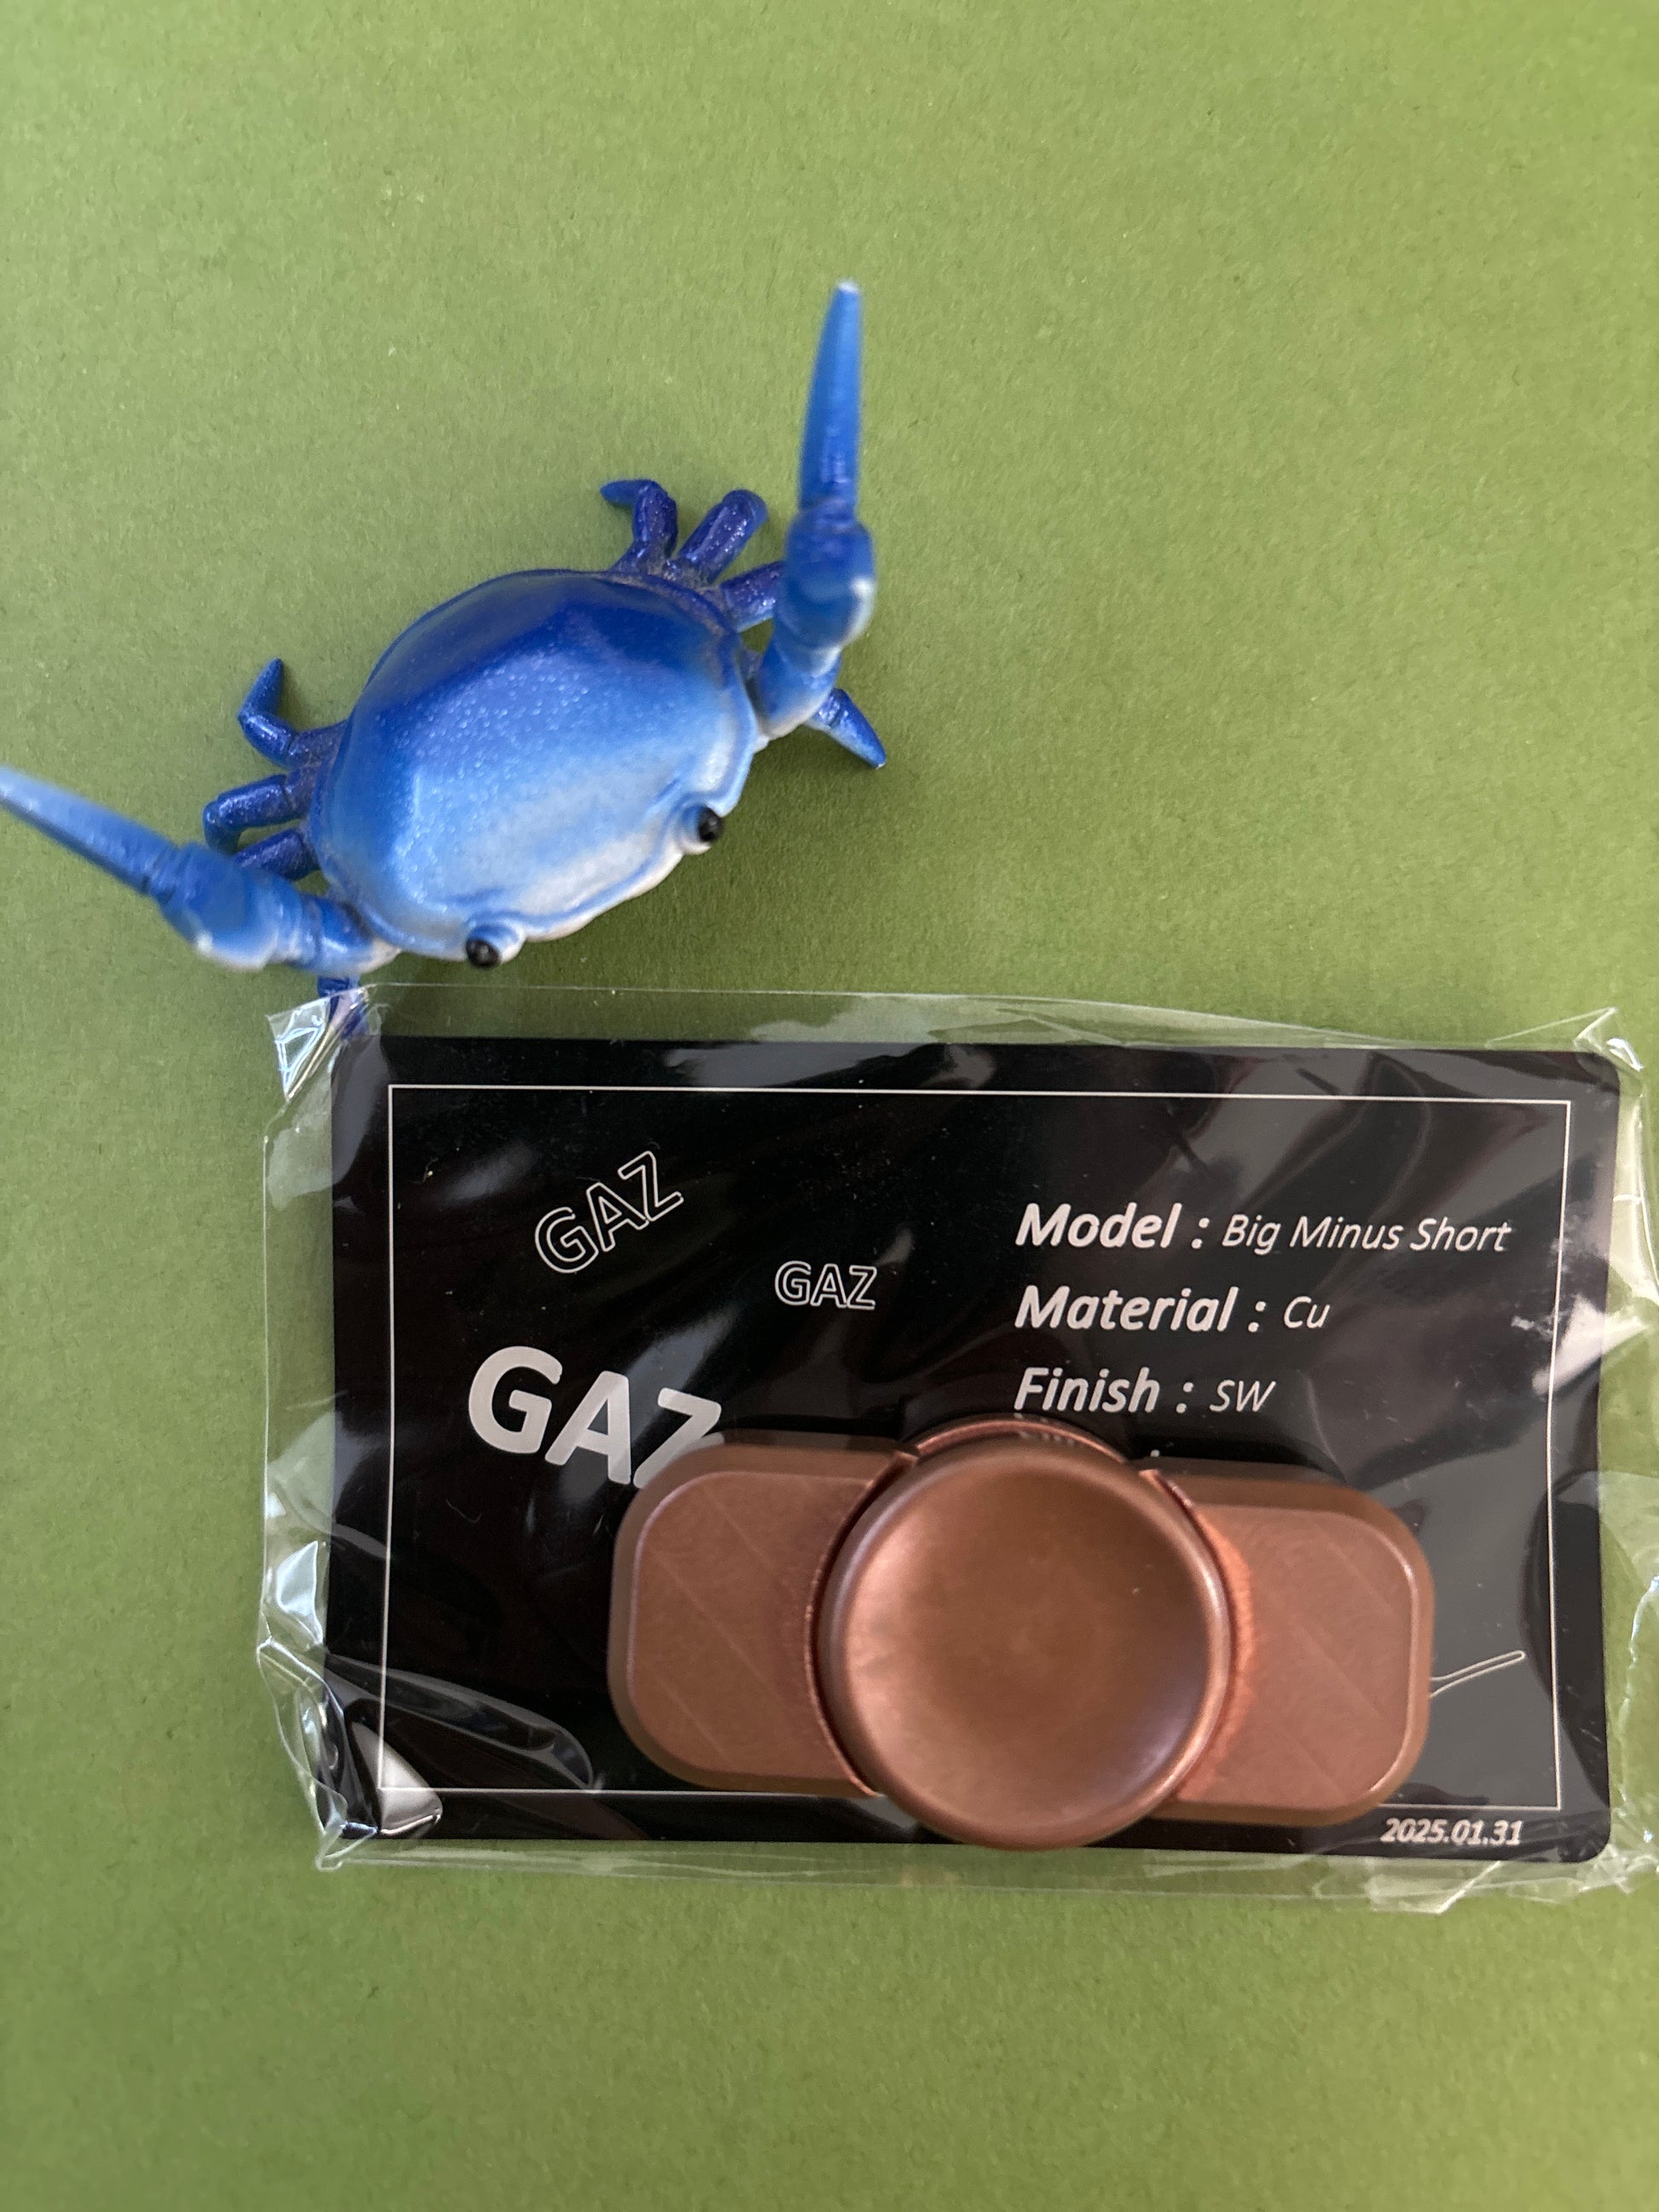 GAZ
GAZ
GAZ
Model : Big Minus Short
Material : Cu
Finish : SW
2025.01.31